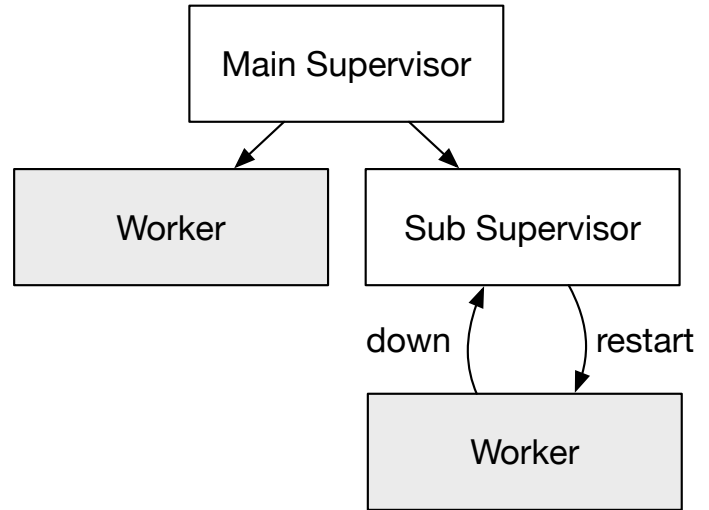 Main Supervisor
Worker
Sub Supervisor
down
restart
Worker